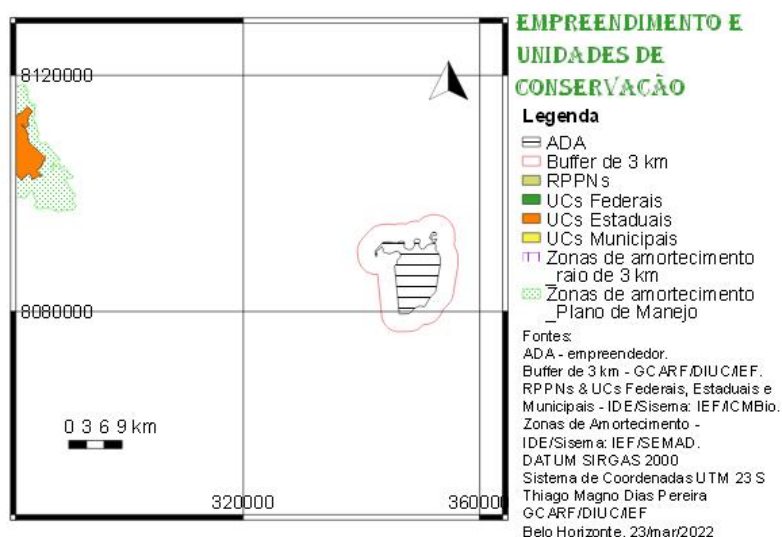 EMPREENDIMENTO E
UNIDADES DE
CONSERVAÇÃO
Legenda
ADA
Buffer de 3 km
RPPNs
UCs Federais
UCs Estaduais
UCs Municipais
Zonas de amortecimento
_raio de 3 km
Zonas de amortecimento
_Plano de Manejo
Fontes:
ADA - empreendedor.
Buffer de 3 km - GCARF/DIUC/IEF.
RPPNs & UCs Federais, Estaduais e
Municipais - IDE/Sisema: IEF/ICMBio.
Zonas de Amortecimento -
IDE/Sisema: IEF/SEMAD.
DATUM SIRGAS 2000
Sistema de Coordenadas UTM 23 S
Thiago Magno Dias Pereira
GCARF/DIUC/IEF
Belo Horizonte, 23/mar/2022
8120000
8080000
0 3 6 9 km
320000
360000